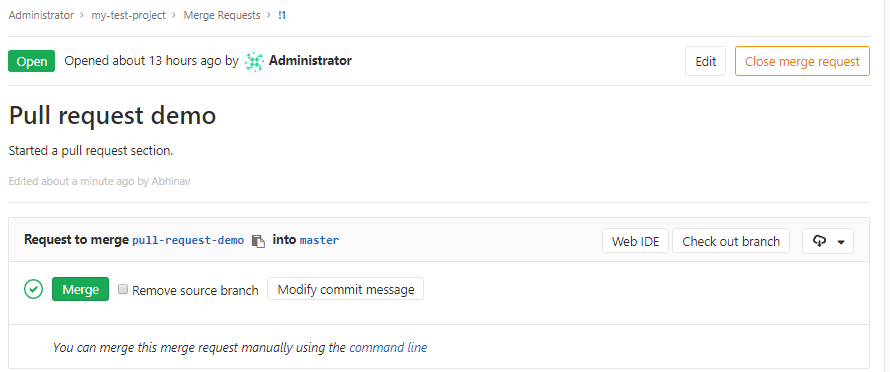 Administrator › my-test-project › Merge Requests › !1
Open Opened about 13 hours ago by Administrator Edit Close merge request
Pull request demo
Started a pull request section.
Edited about a minute ago by Abhinav
Request to merge pull-request-demo into master Web IDE Check out branch
Merge Remove source branch Modify commit message
You can merge this merge request manually using the command line